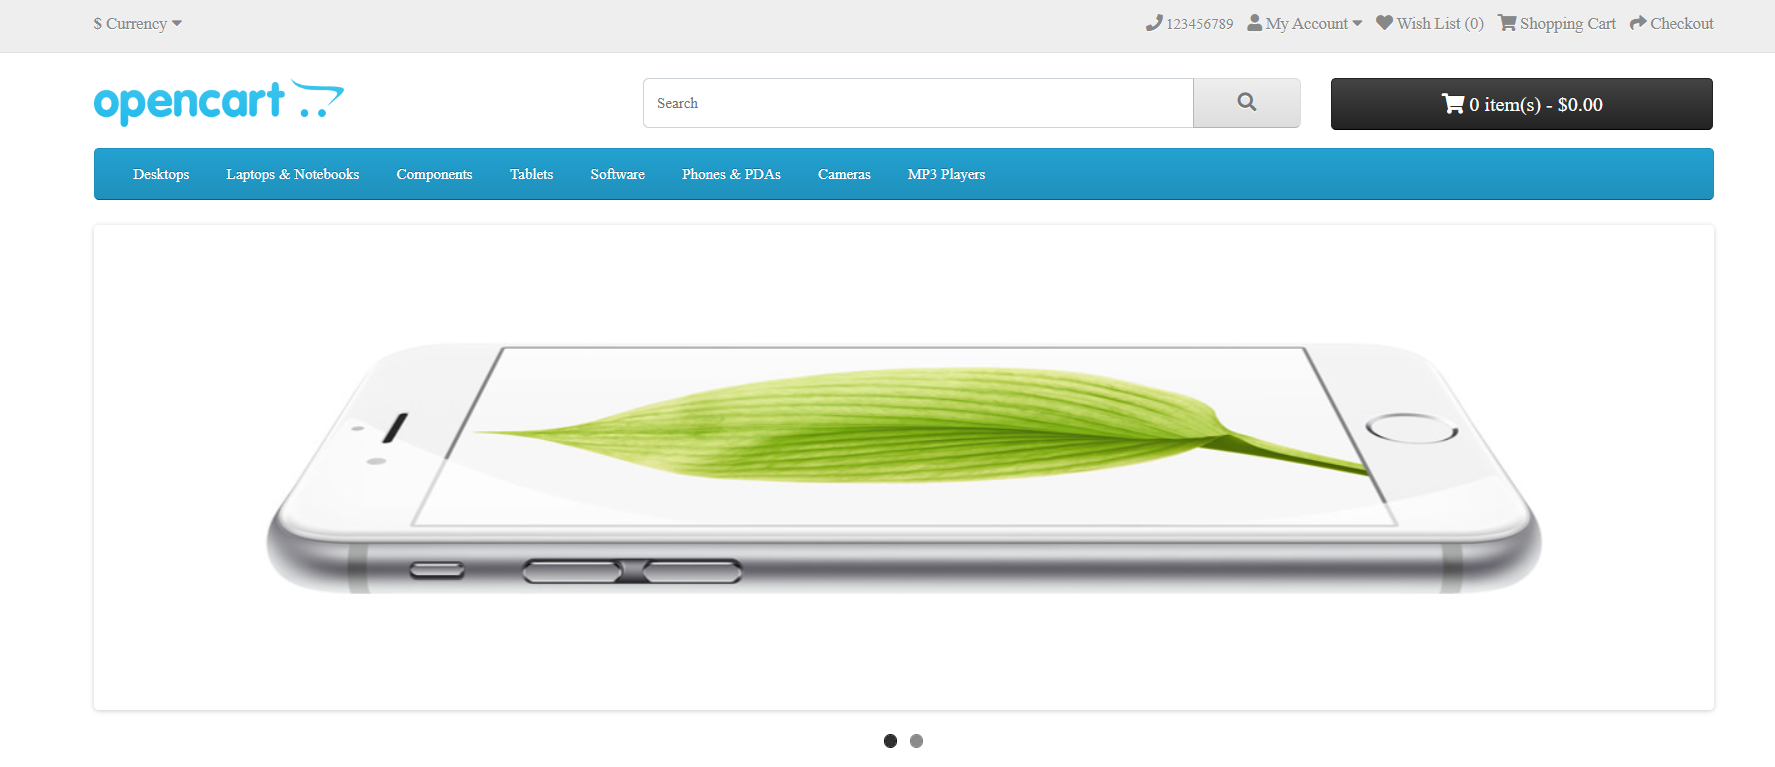 $ Currency 123456789 My Account Wish List (0) Shopping Cart Checkout
opencart Search 0 item(s) - $0.00
Desktops Laptops & Notebooks Components Tablets Software Phones & PDAs Cameras MP3 Players